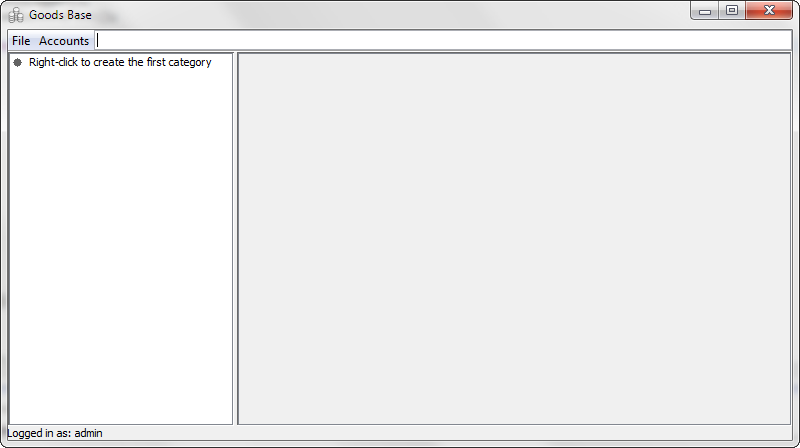 Goods Base
File Accounts
Right-click to create the first category
Logged in as: admin